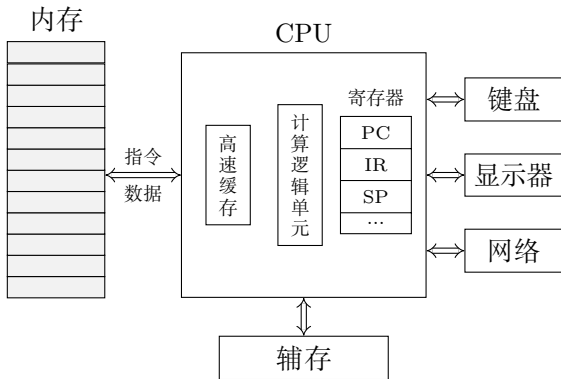 内存
CPU
指令
数据
高速缓存
计算逻辑单元
寄存器
PC
IR
SP
...
键盘
显示器
网络
辅存